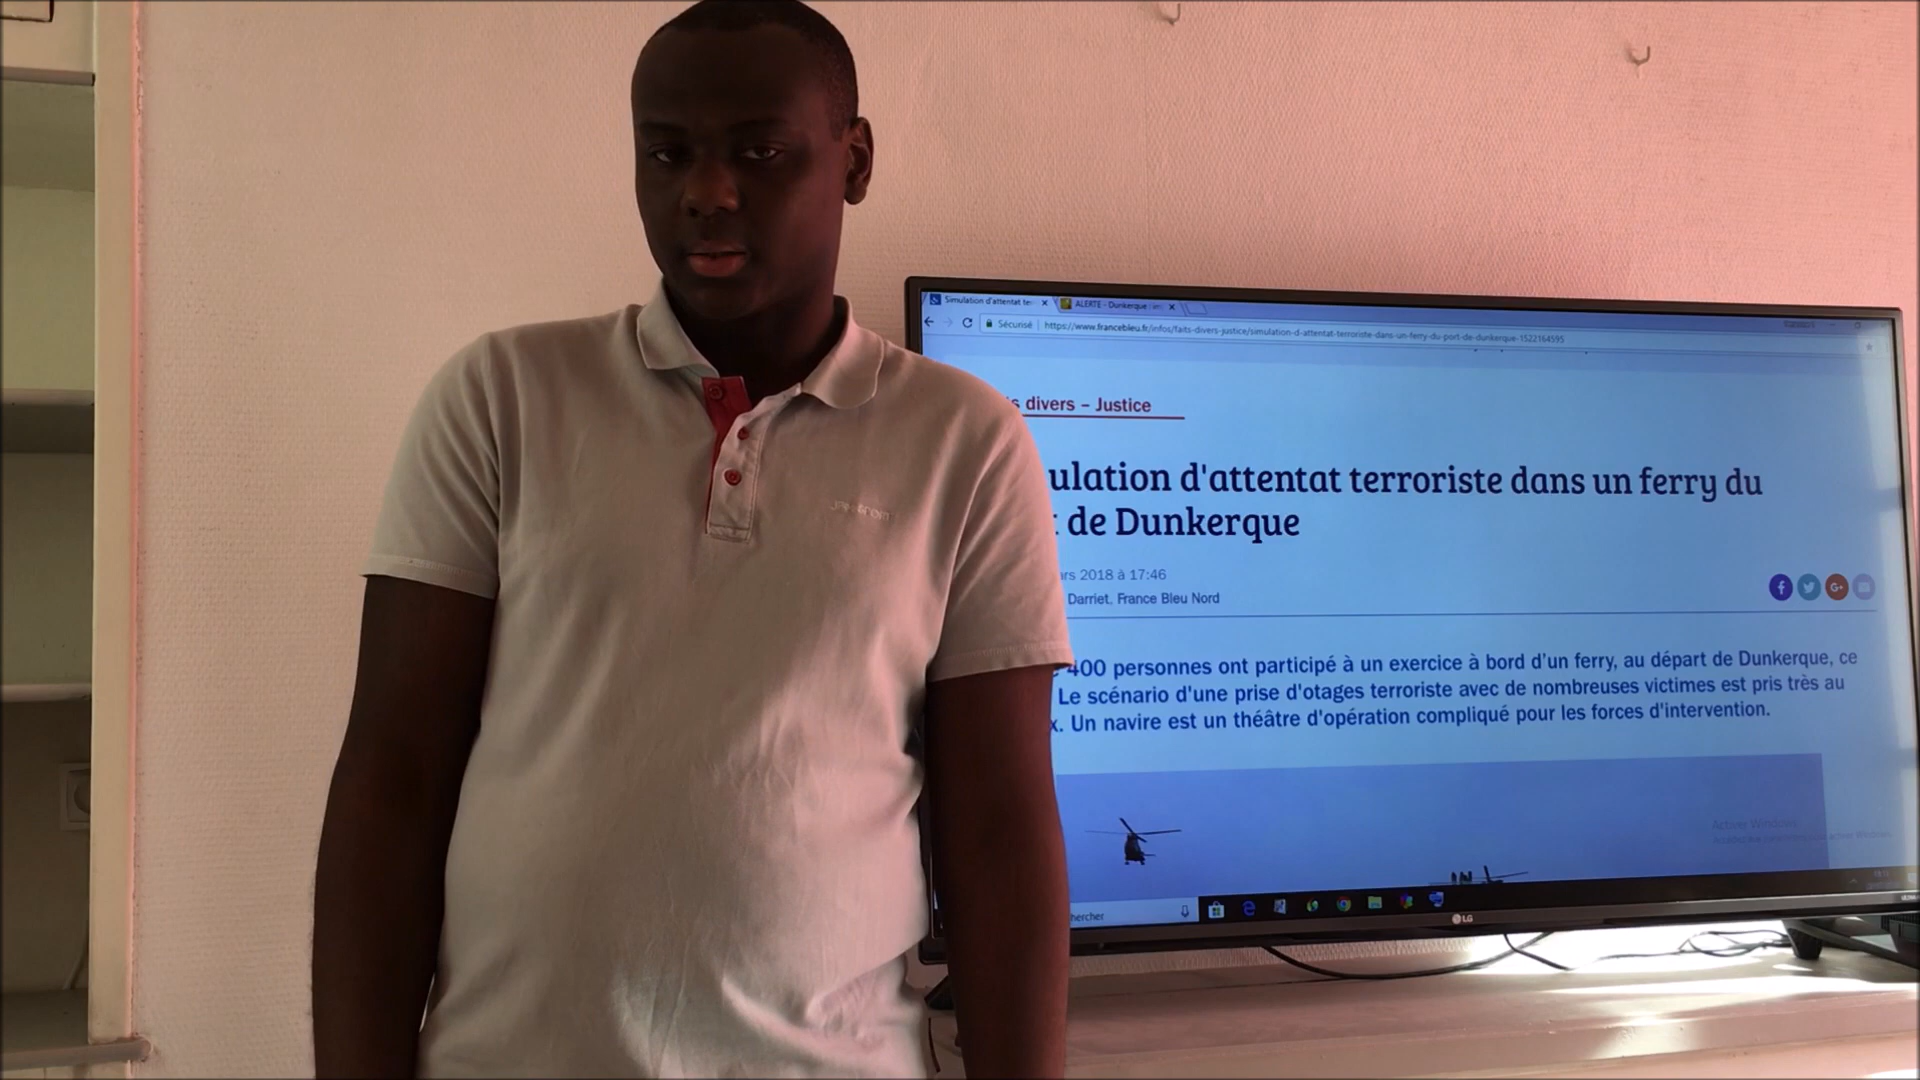 Simulation d'attentat ter
ALERTE - Dunkerque : en
Sécurisé
https://www.francebleu.fr/infos/faits-divers-justice/simulation-d-attentat-terroriste-dans-un-ferry-du-port-de-dunkerque-1522164595
s divers – Justice
ulation d'attentat terroriste dans un ferry du
de Dunkerque
rs 2018 à 17:46
Darriet, France Bleu Nord
400 personnes ont participé à un exercice à bord d'un ferry, au départ de Dunkerque, ce
Le scénario d'une prise d'otages terroriste avec de nombreuses victimes est pris très au
x. Un navire est un théâtre d'opération compliqué pour les forces d'intervention.
Activer Windows
hercher
LG